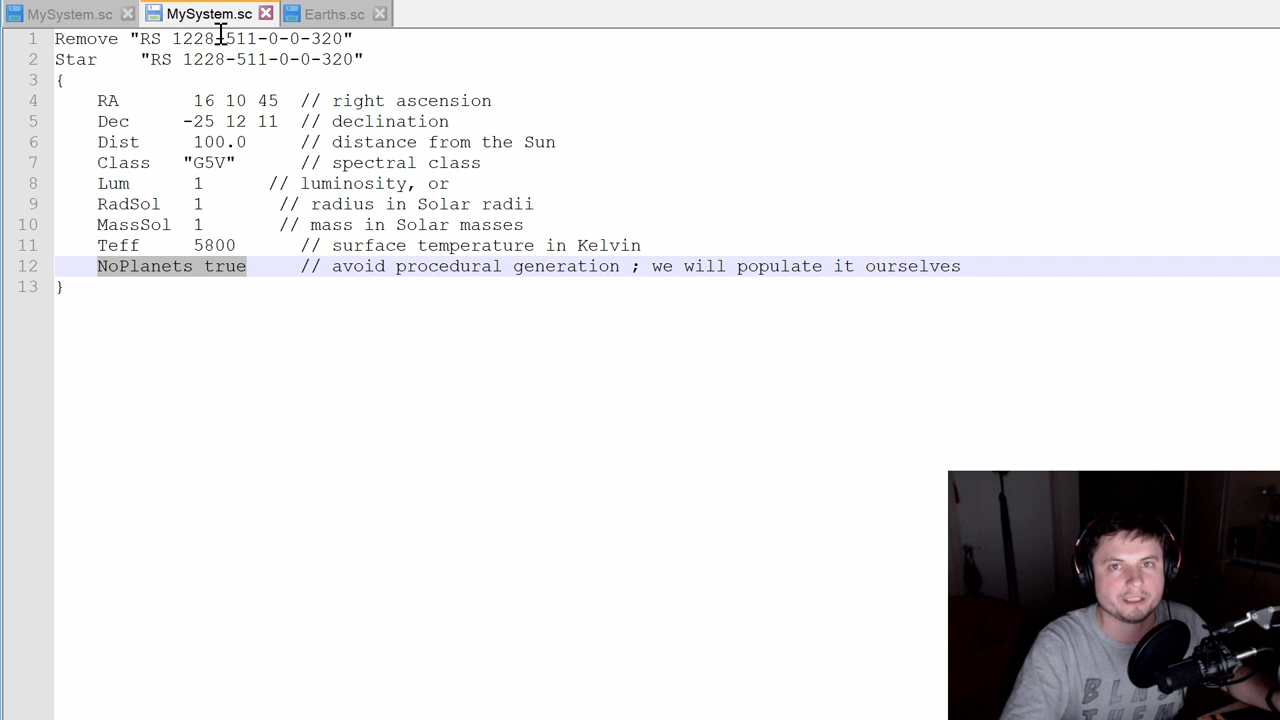 MySystem.sc MySystem.sc Earths.sc
1 Remove "RS 1228-511-0-0-320"
2 Star "RS 1228-511-0-0-320"
3 {
4 RA 16 10 45 // right ascension
5 Dec -25 12 11 // declination
6 Dist 100.0 // distance from the Sun
7 Class "G5V" // spectral class
8 Lum 1 // luminosity, or
9 RadSol 1 // radius in Solar radii
10 MassSol 1 // mass in Solar masses
11 Teff 5800 // surface temperature in Kelvin
12 NoPlanets true // avoid procedural generation ; we will populate it ourselves
13 }